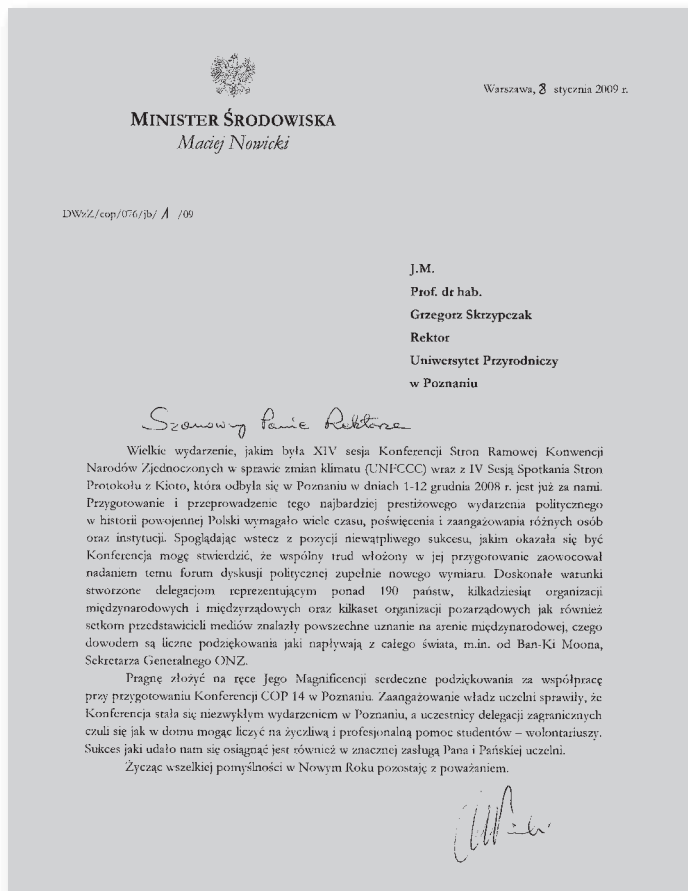 Warszawa, 8 stycznia 2009 r.
MINISTER ŚRODOWISKA
Maciej Nowicki
DWzZ/cop/076/jb/ 1 /09
J.M.
Prof. dr hab.
Grzegorz Skrzypczak
Rektor
Uniwersytet Przyrodniczy
w Poznaniu
Szanowny Panie Rektorze
Wielkie wydarzenie, jakim była XIV sesja Konferencji Stron Ramowej Konwencji
Narodów Zjednoczonych w sprawie zmian klimatu (UNFCCC) wraz z IV Sesją Spotkania Stron
Protokołu z Kioto, która odbyła się w Poznaniu w dniach 1-12 grudnia 2008 r. jest już za nami.
Przygotowanie i przeprowadzenie tego najbardziej prestiżowego wydarzenia politycznego
w historii powojennej Polski wymagało wiele czasu, poświęcenia i zaangażowania różnych osób
oraz instytucji. Spoglądając wstecz z pozycji niewątpliwego sukcesu, jakim okazała się być
Konferencja mogę stwierdzić, że wspólny trud włożony w jej przygotowanie zaowocował
nadaniem temu forum dyskusji politycznej zupełnie nowego wymiaru. Doskonałe warunki
stworzone delegacjom reprezentującym ponad 190 państw, kilkadziesiąt organizacji
międzynarodowych i międzyrządowych oraz kilkaset organizacji pozarządowych jak również
setkom przedstawicieli mediów znalazły powszechne uznanie na arenie międzynarodowej, czego
dowodem są liczne podziękowania jaki napływają z całego świata, m.in. od Ban-Ki Moona,
Sekretarza Generalnego ONZ.
Pragnę złożyć na ręce Jego Magnificencji serdeczne podziękowania za współpracę
przy przygotowaniu Konferencji COP 14 w Poznaniu. Zaangażowanie władz uczelni sprawiły, że
Konferencja stała się niezwykłym wydarzeniem w Poznaniu, a uczestnicy delegacji zagranicznych
czuli się jak w domu mogąc liczyć na życzliwą i profesjonalną pomoc studentów – wolontariuszy.
Sukces jaki udało nam się osiągnąć jest również w znacznej zasługą Pana i Pańskiej uczelni.
Życząc wszelkiej pomyślności w Nowym Roku pozostaję z poważaniem.